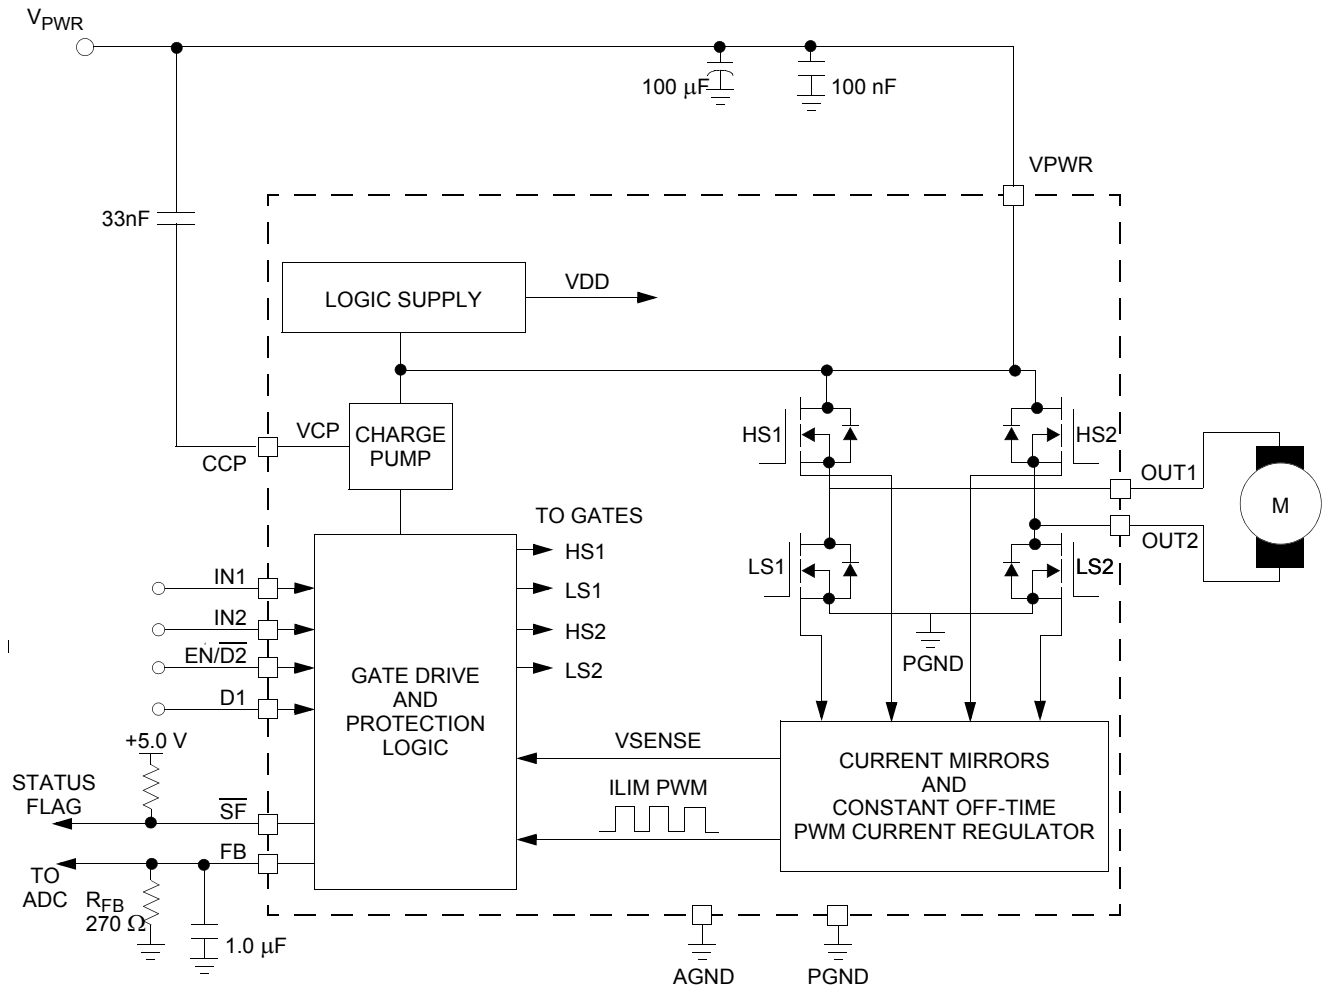 VPWR
100 μF
100 nF
VPWR
33nF
LOGIC SUPPLY
VDD
VCP
CHARGE
PUMP
CCP
HS1
HS2
OUT1
M
OUT2
TO GATES
HS1
LS1
HS2
LS2
LS1
LS2
PGND
IN1
IN2
EN/D2
D1
GATE DRIVE
AND
PROTECTION
LOGIC
+5.0 V
STATUS
FLAG
SF
FB
TO
ADC
RFB
270 Ω
1.0 μF
VSENSE
ILIM PWM
CURRENT MIRRORS
AND
CONSTANT OFF-TIME
PWM CURRENT REGULATOR
AGND
PGND